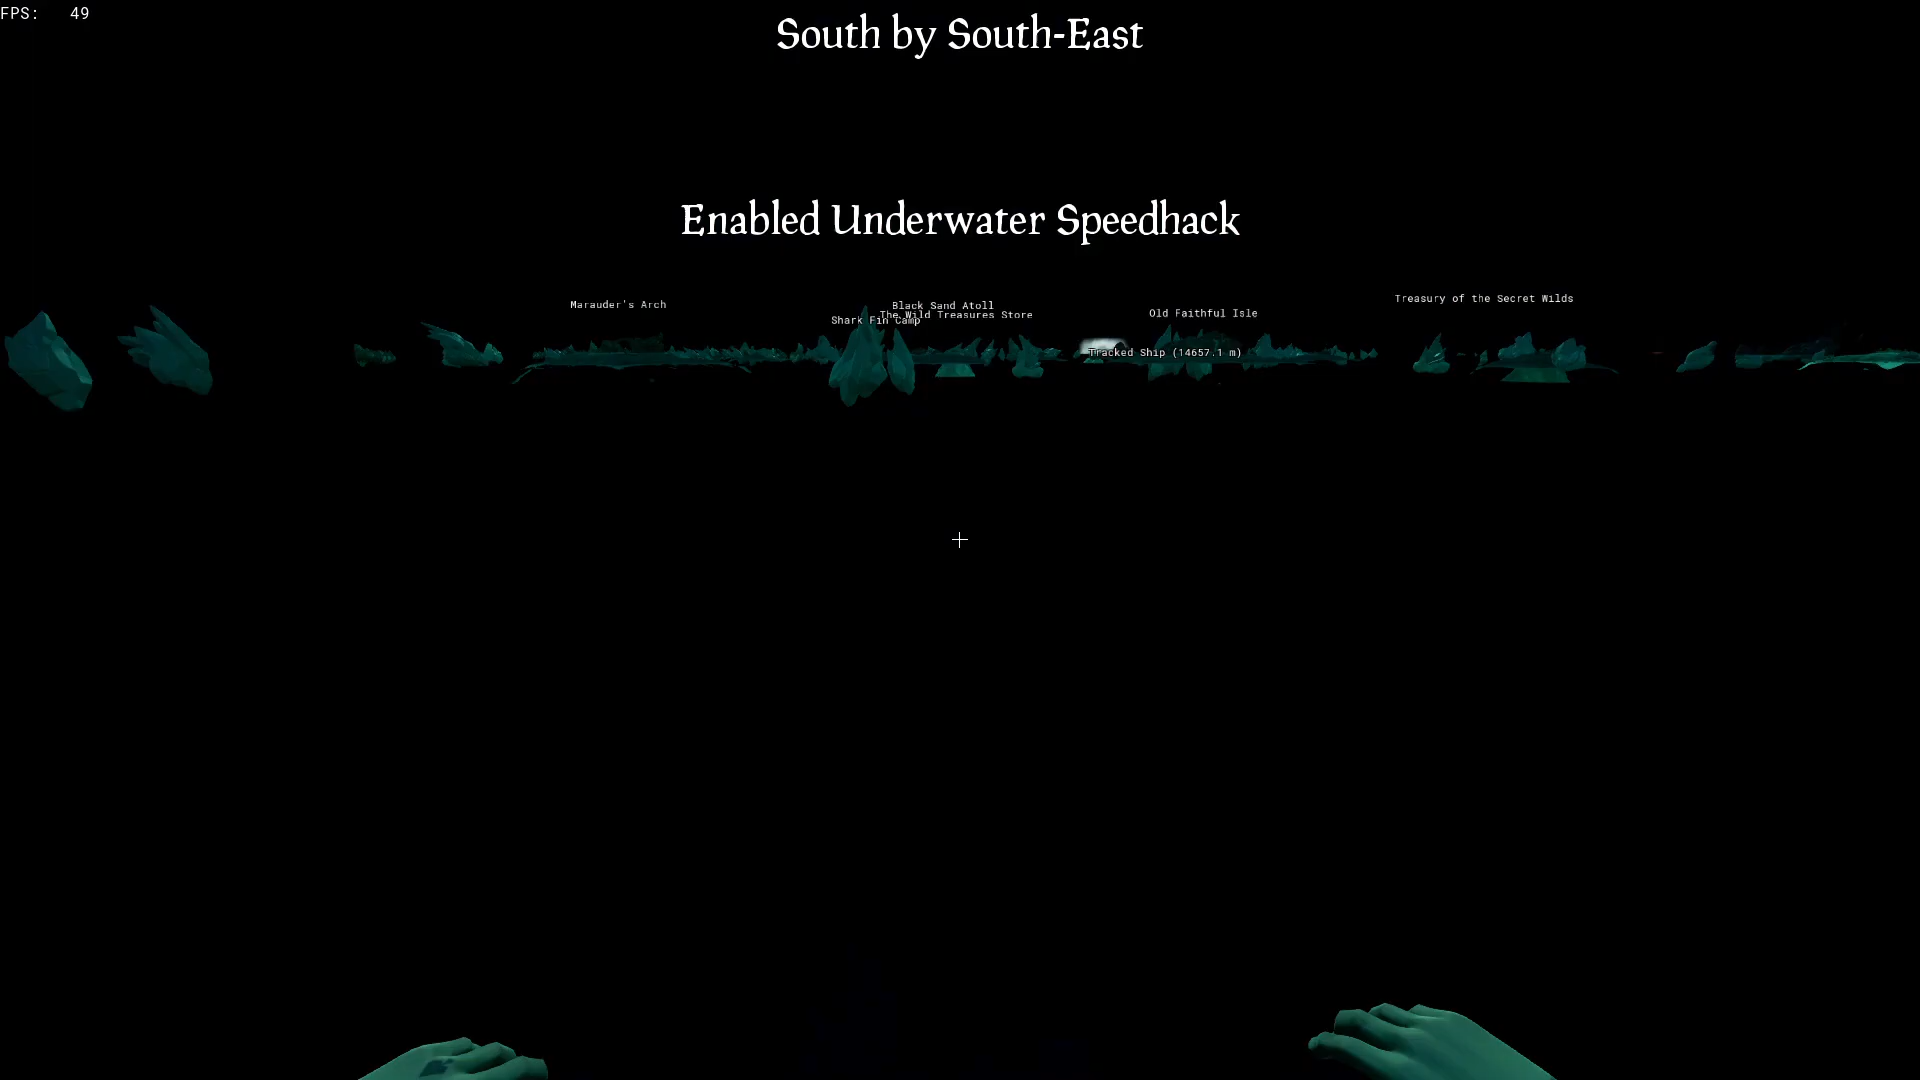 FPS: 49
South by South-East
Enabled Underwater Speedhack
Treasury of the Secret Wilds
Marauder's Arch
Black Sand Atoll
The Wild Treasures Store
Shark Fin Camp
Old Faithful Isle
Tracked Ship (14657.1 m)